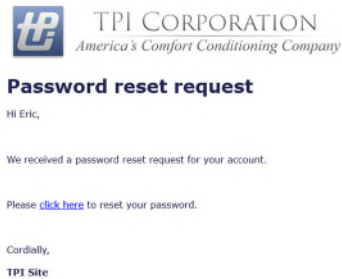 TPI CORPORATION
America's Comfort Conditioning Company
Password reset request
Hi Eric,
We received a password reset request for your account.
Please click here to reset your password.
Cordially,
TPI Site